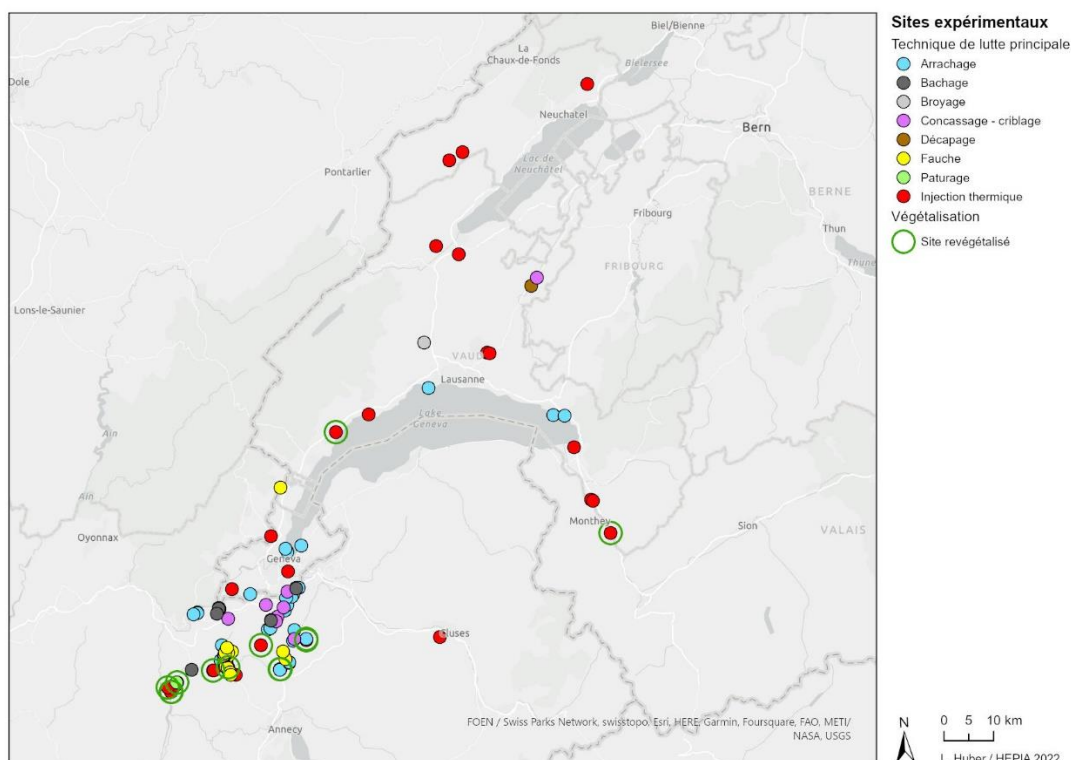 Biel/Bienne
La
Chaux-de-Fonds
Bielersee
Dole
Neuchatel
Bern
Lac de
Neuchâtel
Pontarlier
BERNE
Fribourg
Thun
Thune
FRIBOURG
Lons-le-Saunier
VAUD
Lausanne
Lake
Geneva
Ain
Ain
Monthey
Sion
VALAIS
Oyonnax
Geneva
Cluses
Annecy
FOEN / Swiss Parks Network, swisstopo, Esri, HERE, Garmin, Foursquare, FAO, METI/
NASA, USGS
Sites expérimentaux
Technique de lutte principale
Arrachage
Bachage
Broyage
Concassage - criblage
Décapage
Fauche
Paturage
Injection thermique
Végétalisation
Site revégétalisé
N
0 10 km
L. Huber / HEPIA 2022